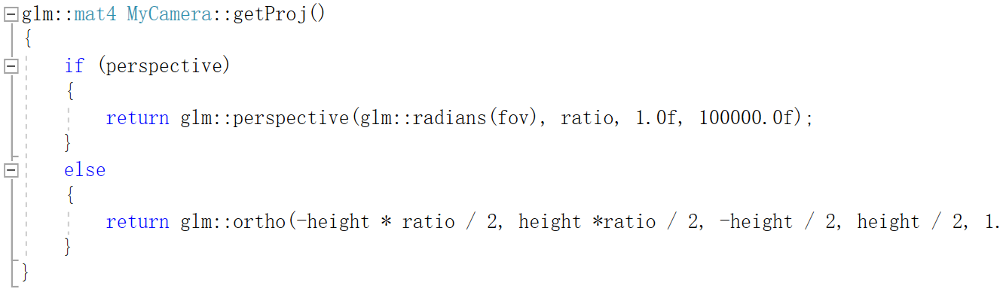 glm::mat4 MyCamera::getProj()
{
    if (perspective)
    {
        return glm::perspective(glm::radians(fov), ratio, 1.0f, 100000.0f);
    }
    else
    {
        return glm::ortho(-height * ratio / 2, height *ratio / 2, -height / 2, height / 2, 1.
    }
}